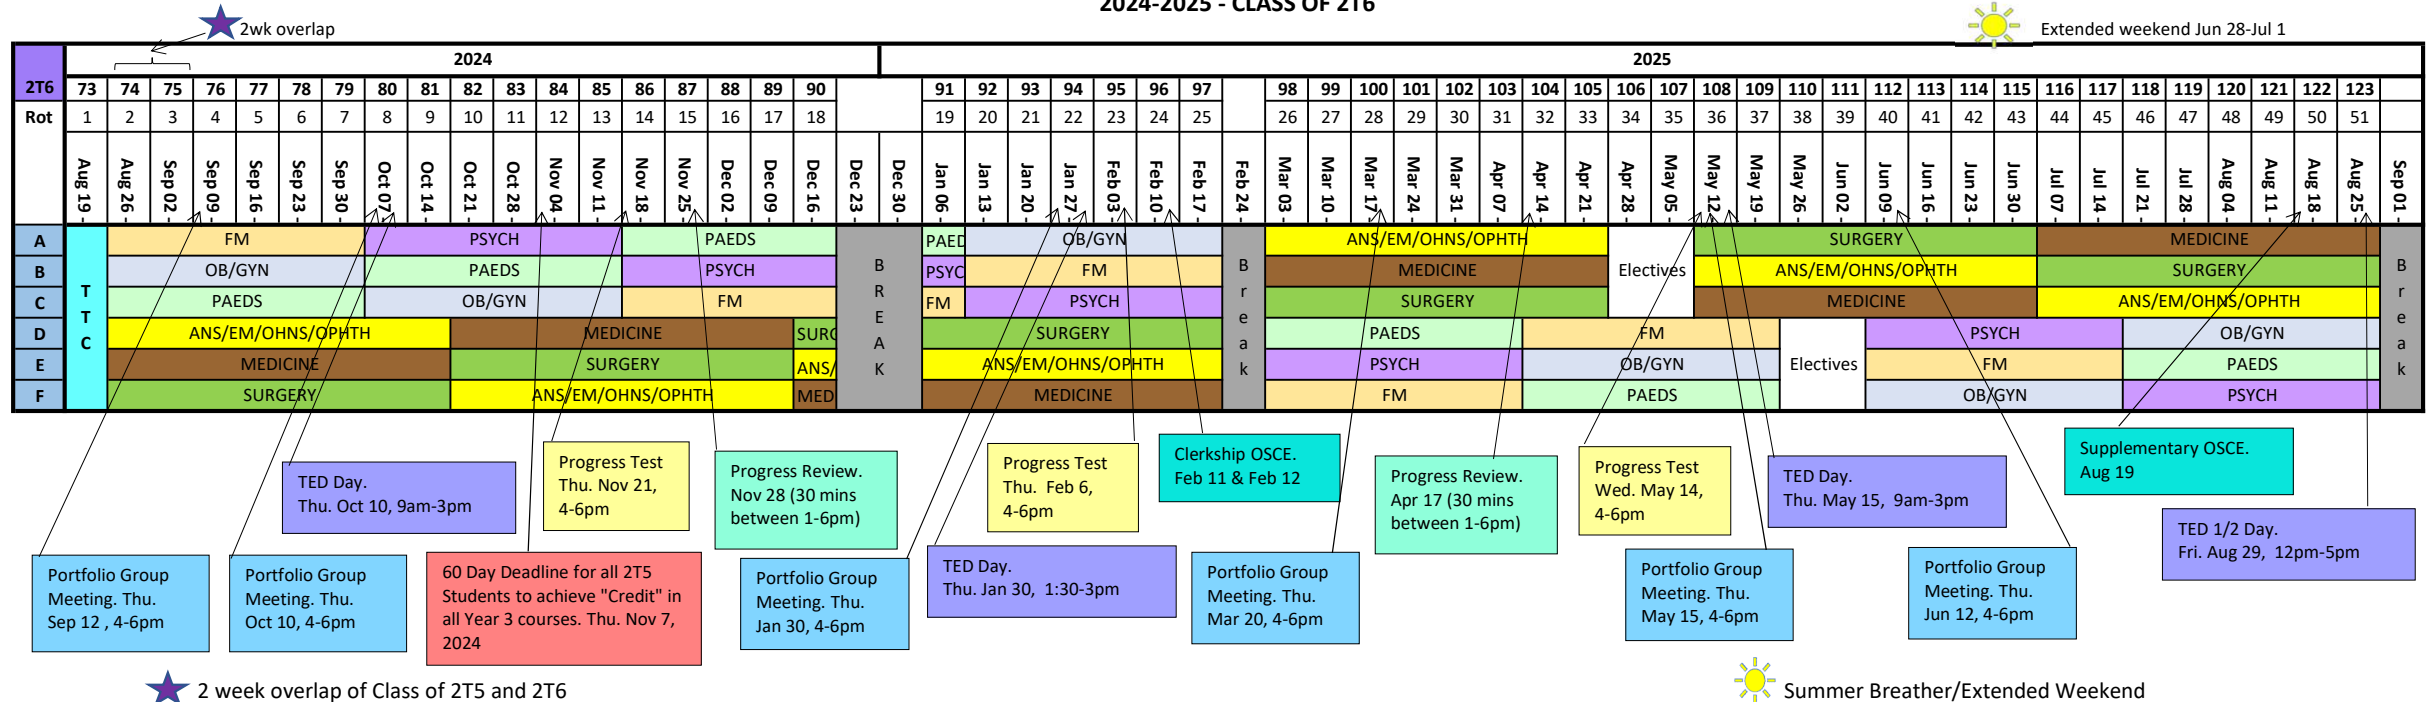 2024-2025 - CLASS OF 2T6
2wk overlap
Extended weekend Jun 28-Jul 1
2T6 2024 2025
73 74 75 76 77 78 79 80 81 82 83 84 85 86 87 88 89 90 91 92 93 94 95 96 97 98 99 100 101 102 103 104 105 106 107 108 109 110 111 112 113 114 115 116 117 118 119 120 121 122 123
Rot 1 2 3 4 5 6 7 8 9 10 11 12 13 14 15 16 17 18 19 20 21 22 23 24 25 26 27 28 29 30 31 32 33 34 35 36 37 38 39 40 41 42 43 44 45 46 47 48 49 50 51
Aug 19 - Aug 26 - Sep 02 - Sep 09 - Sep 16 - Sep 23 - Sep 30 - Oct 07 - Oct 14 - Oct 21 - Oct 28 - Nov 04 - Nov 11 - Nov 18 - Nov 25 - Dec 02 - Dec 09 - Dec 16 - Dec 23 - Dec 30 - Jan 06 - Jan 13 - Jan 20 - Jan 27 - Feb 03 - Feb 10 - Feb 17 - Feb 24 - Mar 03 - Mar 10 - Mar 17 - Mar 24 - Mar 31 - Apr 07 - Apr 14 - Apr 21 - Apr 28 - May 05 - May 12 - May 19 - May 26 - Jun 02 - Jun 09 - Jun 16 - Jun 23 - Jun 30 - Jul 07 - Jul 14 - Jul 21 - Jul 28 - Aug 04 - Aug 11 - Aug 18 - Aug 25 - Sep 01 -
TTC
BREAK
Break
Electives
Electives
Break
A FM PSYCH PAEDS PAED OB/GYN ANS/EM/OHNS/OPHTH SURGERY MEDICINE
B OB/GYN PAEDS PSYCH PSYC FM MEDICINE ANS/EM/OHNS/OPHTH SURGERY
C PAEDS OB/GYN FM FM PSYCH SURGERY MEDICINE ANS/EM/OHNS/OPHTH
D ANS/EM/OHNS/OPHTH MEDICINE SURG SURGERY PAEDS FM PSYCH OB/GYN
E MEDICINE SURGERY ANS/ ANS/EM/OHNS/OPHTH PSYCH OB/GYN FM PAEDS
F SURGERY ANS/EM/OHNS/OPHTH MED MEDICINE FM PAEDS OB/GYN PSYCH
TED Day.
Thu. Oct 10, 9am-3pm
Progress Test
Thu. Nov 21,
4-6pm
Progress Review.
Nov 28 (30 mins
between 1-6pm)
Progress Test
Thu. Feb 6,
4-6pm
Clerkship OSCE.
Feb 11 & Feb 12
Progress Review.
Apr 17 (30 mins
between 1-6pm)
Progress Test
Wed. May 14,
4-6pm
TED Day.
Thu. May 15, 9am-3pm
Supplementary OSCE.
Aug 19
TED 1/2 Day.
Fri. Aug 29, 12pm-5pm
Portfolio Group
Meeting. Thu.
Sep 12 , 4-6pm
Portfolio Group
Meeting. Thu.
Oct 10, 4-6pm
60 Day Deadline for all 2T5
Students to achieve "Credit" in
all Year 3 courses. Thu. Nov 7,
2024
Portfolio Group
Meeting. Thu.
Jan 30, 4-6pm
TED Day.
Thu. Jan 30, 1:30-3pm
Portfolio Group
Meeting. Thu.
Mar 20, 4-6pm
Portfolio Group
Meeting. Thu.
May 15, 4-6pm
Portfolio Group
Meeting. Thu.
Jun 12, 4-6pm
2 week overlap of Class of 2T5 and 2T6
Summer Breather/Extended Weekend